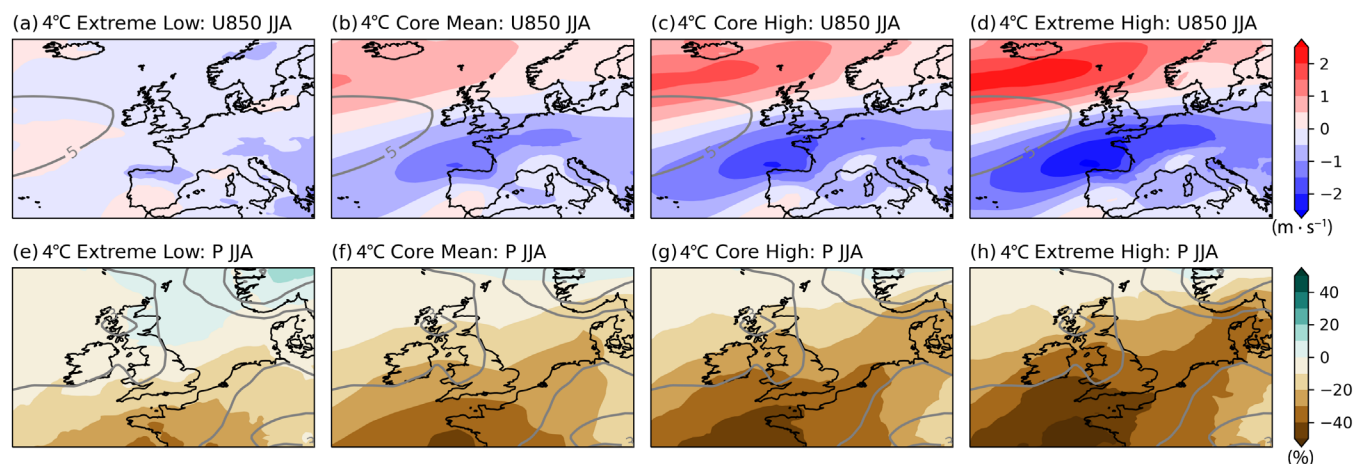 (a) 4°C Extreme Low: U850 JJA
(b) 4°C Core Mean: U850 JJA
(c) 4°C Core High: U850 JJA
(d) 4°C Extreme High: U850 JJA
5
5
5
5
2
1
0
−1
−2
(m · s⁻¹)
(e) 4°C Extreme Low: P JJA
(f) 4°C Core Mean: P JJA
(g) 4°C Core High: P JJA
(h) 4°C Extreme High: P JJA
40
20
0
−20
−40
(%)